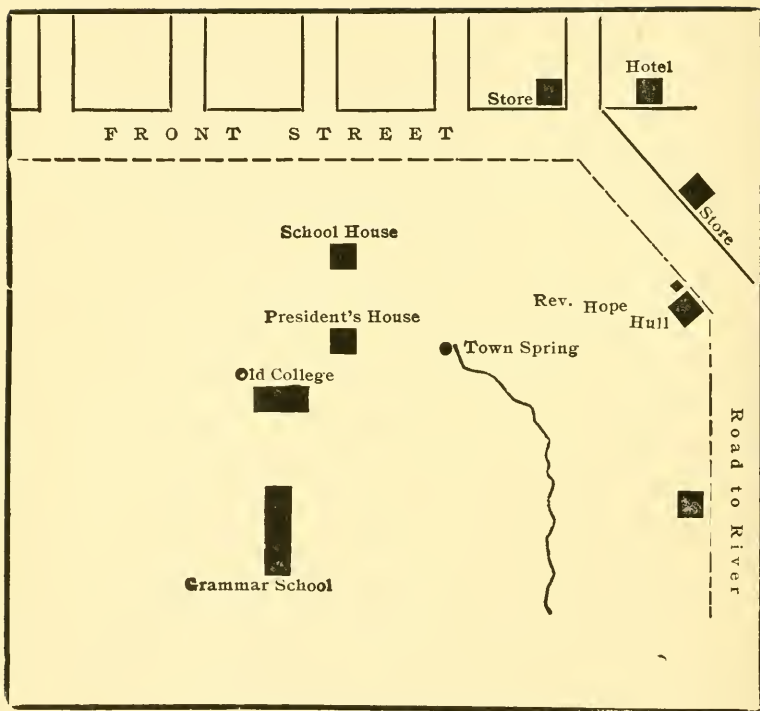 Hotel
Store
FRONT STREET
Store
School House
Rev. Hope Hull
President's House
Town Spring
Old College
Road to River
Grammar School